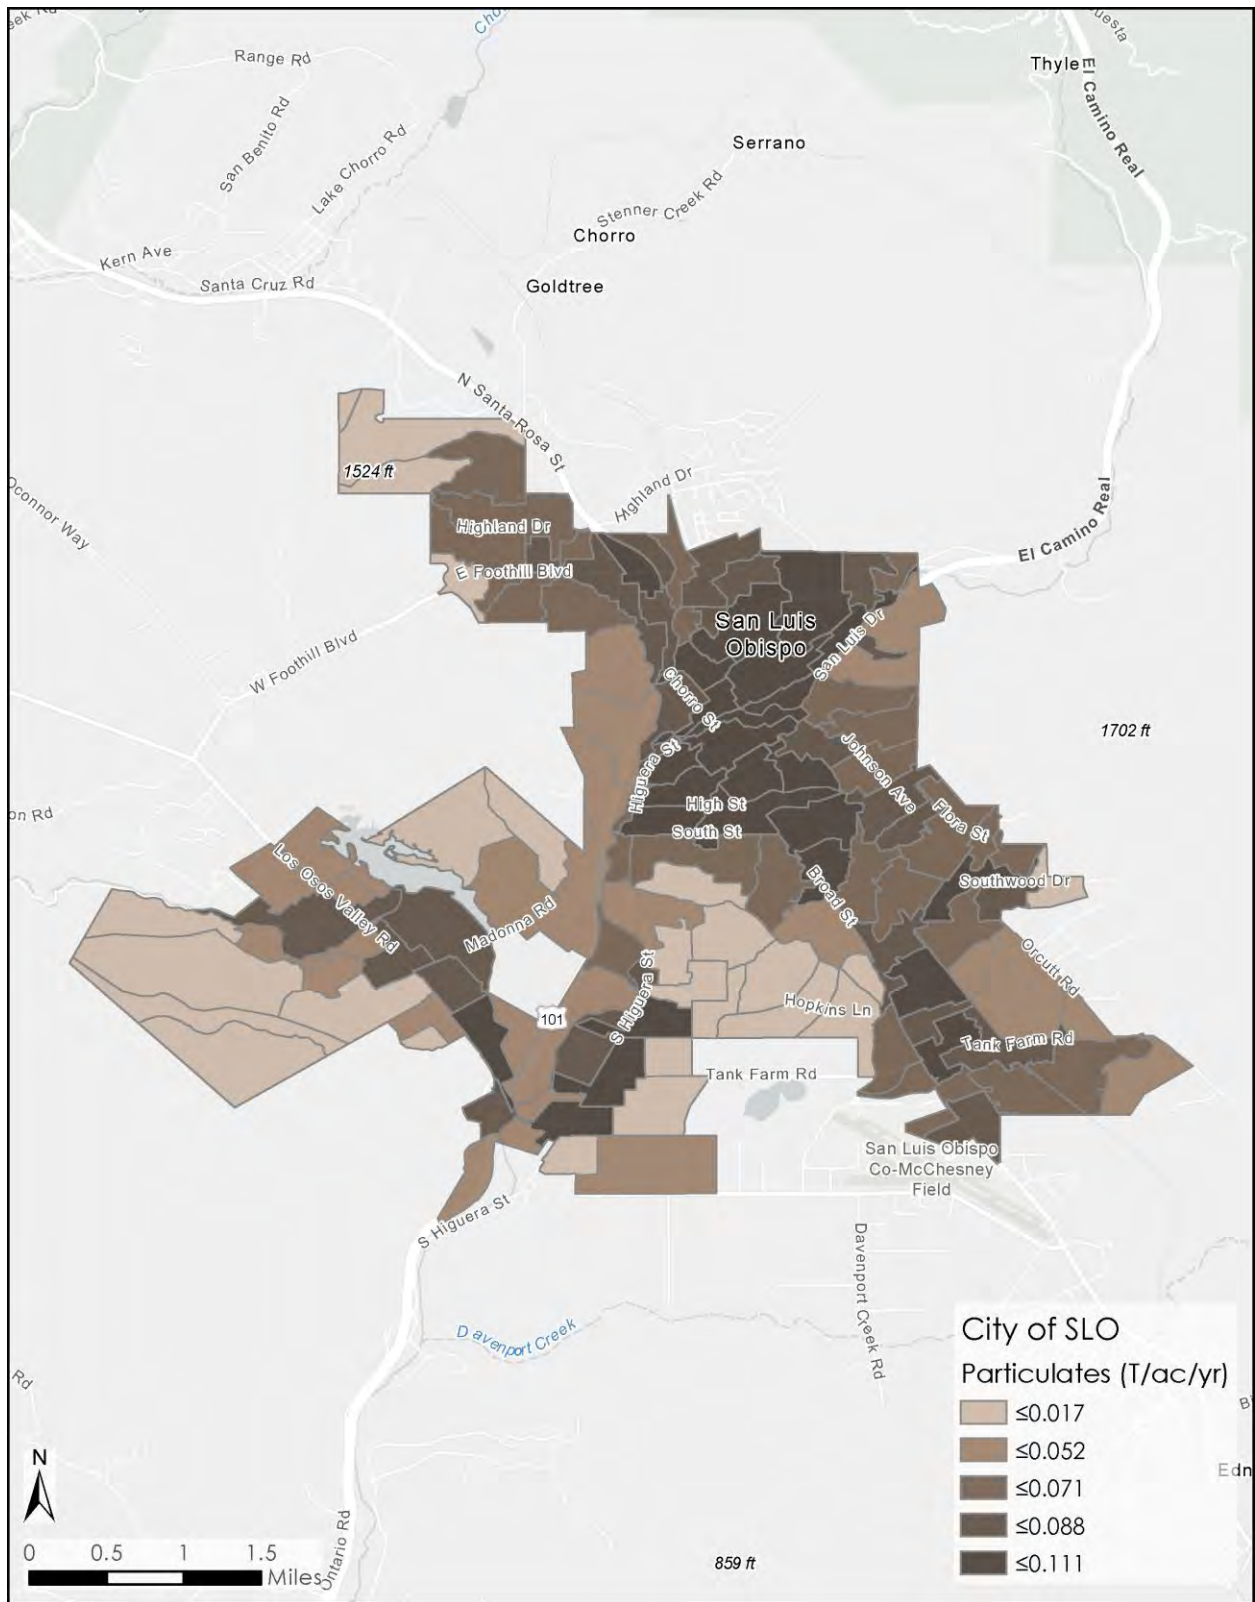 Cho
Range Rd
Thyle
El Camino Real
San Benito Rd
Lake Chorro Rd
Serrano
Stenner Creek Rd
Chorro
Kern Ave
Santa Cruz Rd
Goldtree
N Santa Rosa St
1524 ft
Highland Dr
Oconnor Way
Highland Dr
El Camino Real
E Foothill Blvd
San Luis
Obispo
San Luis Dr
W Foothill Blvd
Chorro St
1702 ft
Johnson Ave
Higuera St
High St
Flora St
on Rd
South St
Los Osos Valley Rd
Broad St
Southwood Dr
Madonna Rd
Orcutt Rd
S Higuera St
Hopkins Ln
101
Tank Farm Rd
Tank Farm Rd
San Luis Obispo
Co-McChesney
Field
S Higuera St
Davenport Creek Rd
Davenport Creek
City of SLO
Particulates (T/ac/yr)
≤0.017
≤0.052
≤0.071
≤0.088
≤0.111
Rd
Edn
N
0 0.5 1 1.5
Miles
Ontario Rd
859 ft